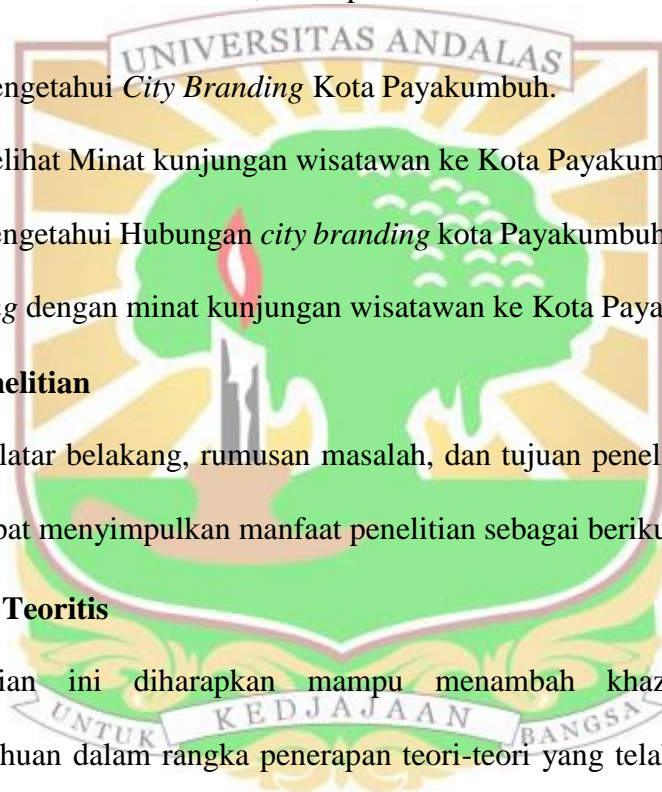 UNIVERSITAS ANDALAS
engetahui City Branding Kota Payakumbuh.
elihat Minat kunjungan wisatawan ke Kota Payakum
engetahui Hubungan city branding kota Payakumbuh
g dengan minat kunjungan wisatawan ke Kota Paya
nelitian
latar belakang, rumusan masalah, dan tujuan penel
pat menyimpulkan manfaat penelitian sebagai beriku
Teoritis
ian ini diharapkan mampu menambah khaz
UNTUK KEDJAJAAN BANGSA
huan dalam rangka penerapan teori-teori yang tela